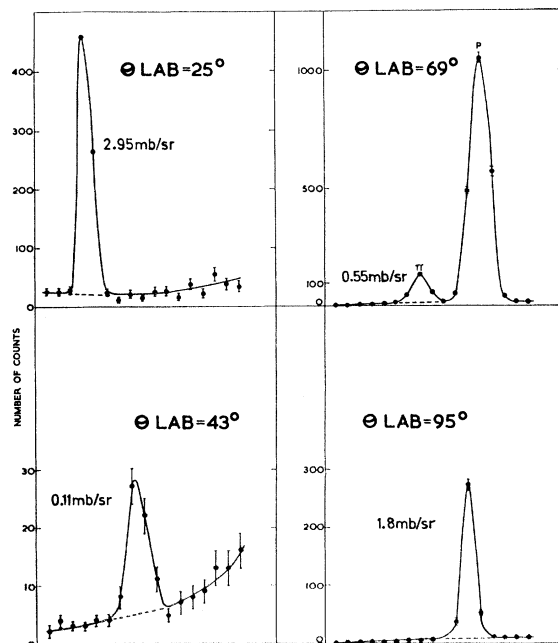 NUMBER OF COUNTS
400
300
200
100
0
Θ LAB=25°
2.95mb/sr
1000
500
100
0
Θ LAB=69°
P
π
0.55mb/sr
30
20
10
0
Θ LAB=43°
0.11mb/sr
300
200
100
0
Θ LAB=95°
1.8mb/sr